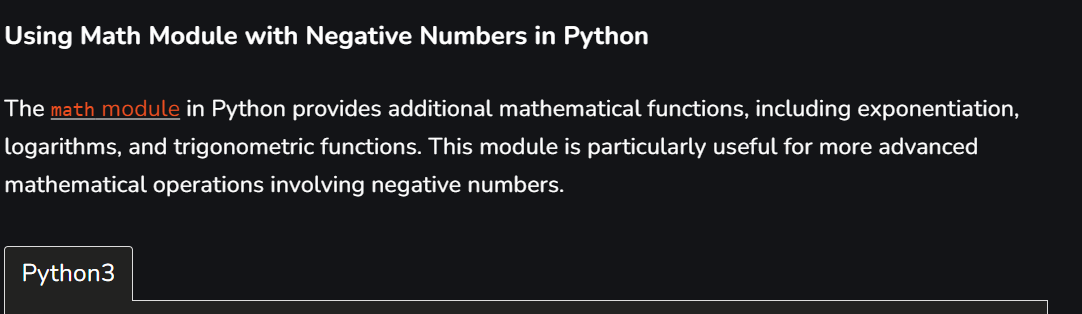 Using Math Module with Negative Numbers in Python
The math module in Python provides additional mathematical functions, including exponentiation,
logarithms, and trigonometric functions. This module is particularly useful for more advanced
mathematical operations involving negative numbers.
Python3